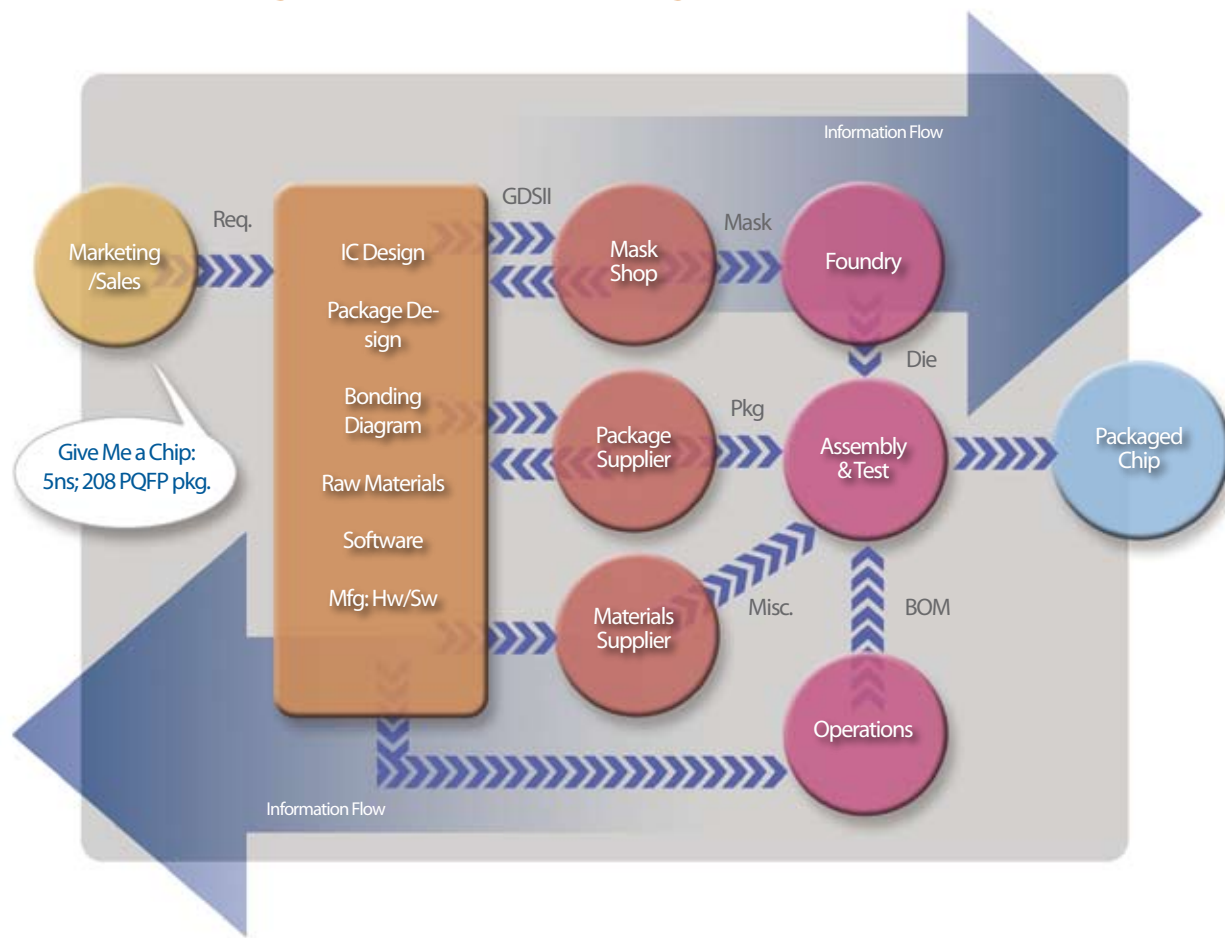 Information Flow
GDSII
Req.
Mask
Marketing
/Sales
IC Design
Mask
Shop
Foundry
Package De-
sign
Die
Bonding
Diagram
Pkg
Package
Supplier
Assembly
& Test
Packaged
Chip
Give Me a Chip:
5ns; 208 PQFP pkg.
Raw Materials
Software
Mfg: Hw/Sw
Materials
Supplier
Misc.
BOM
Operations
Information Flow